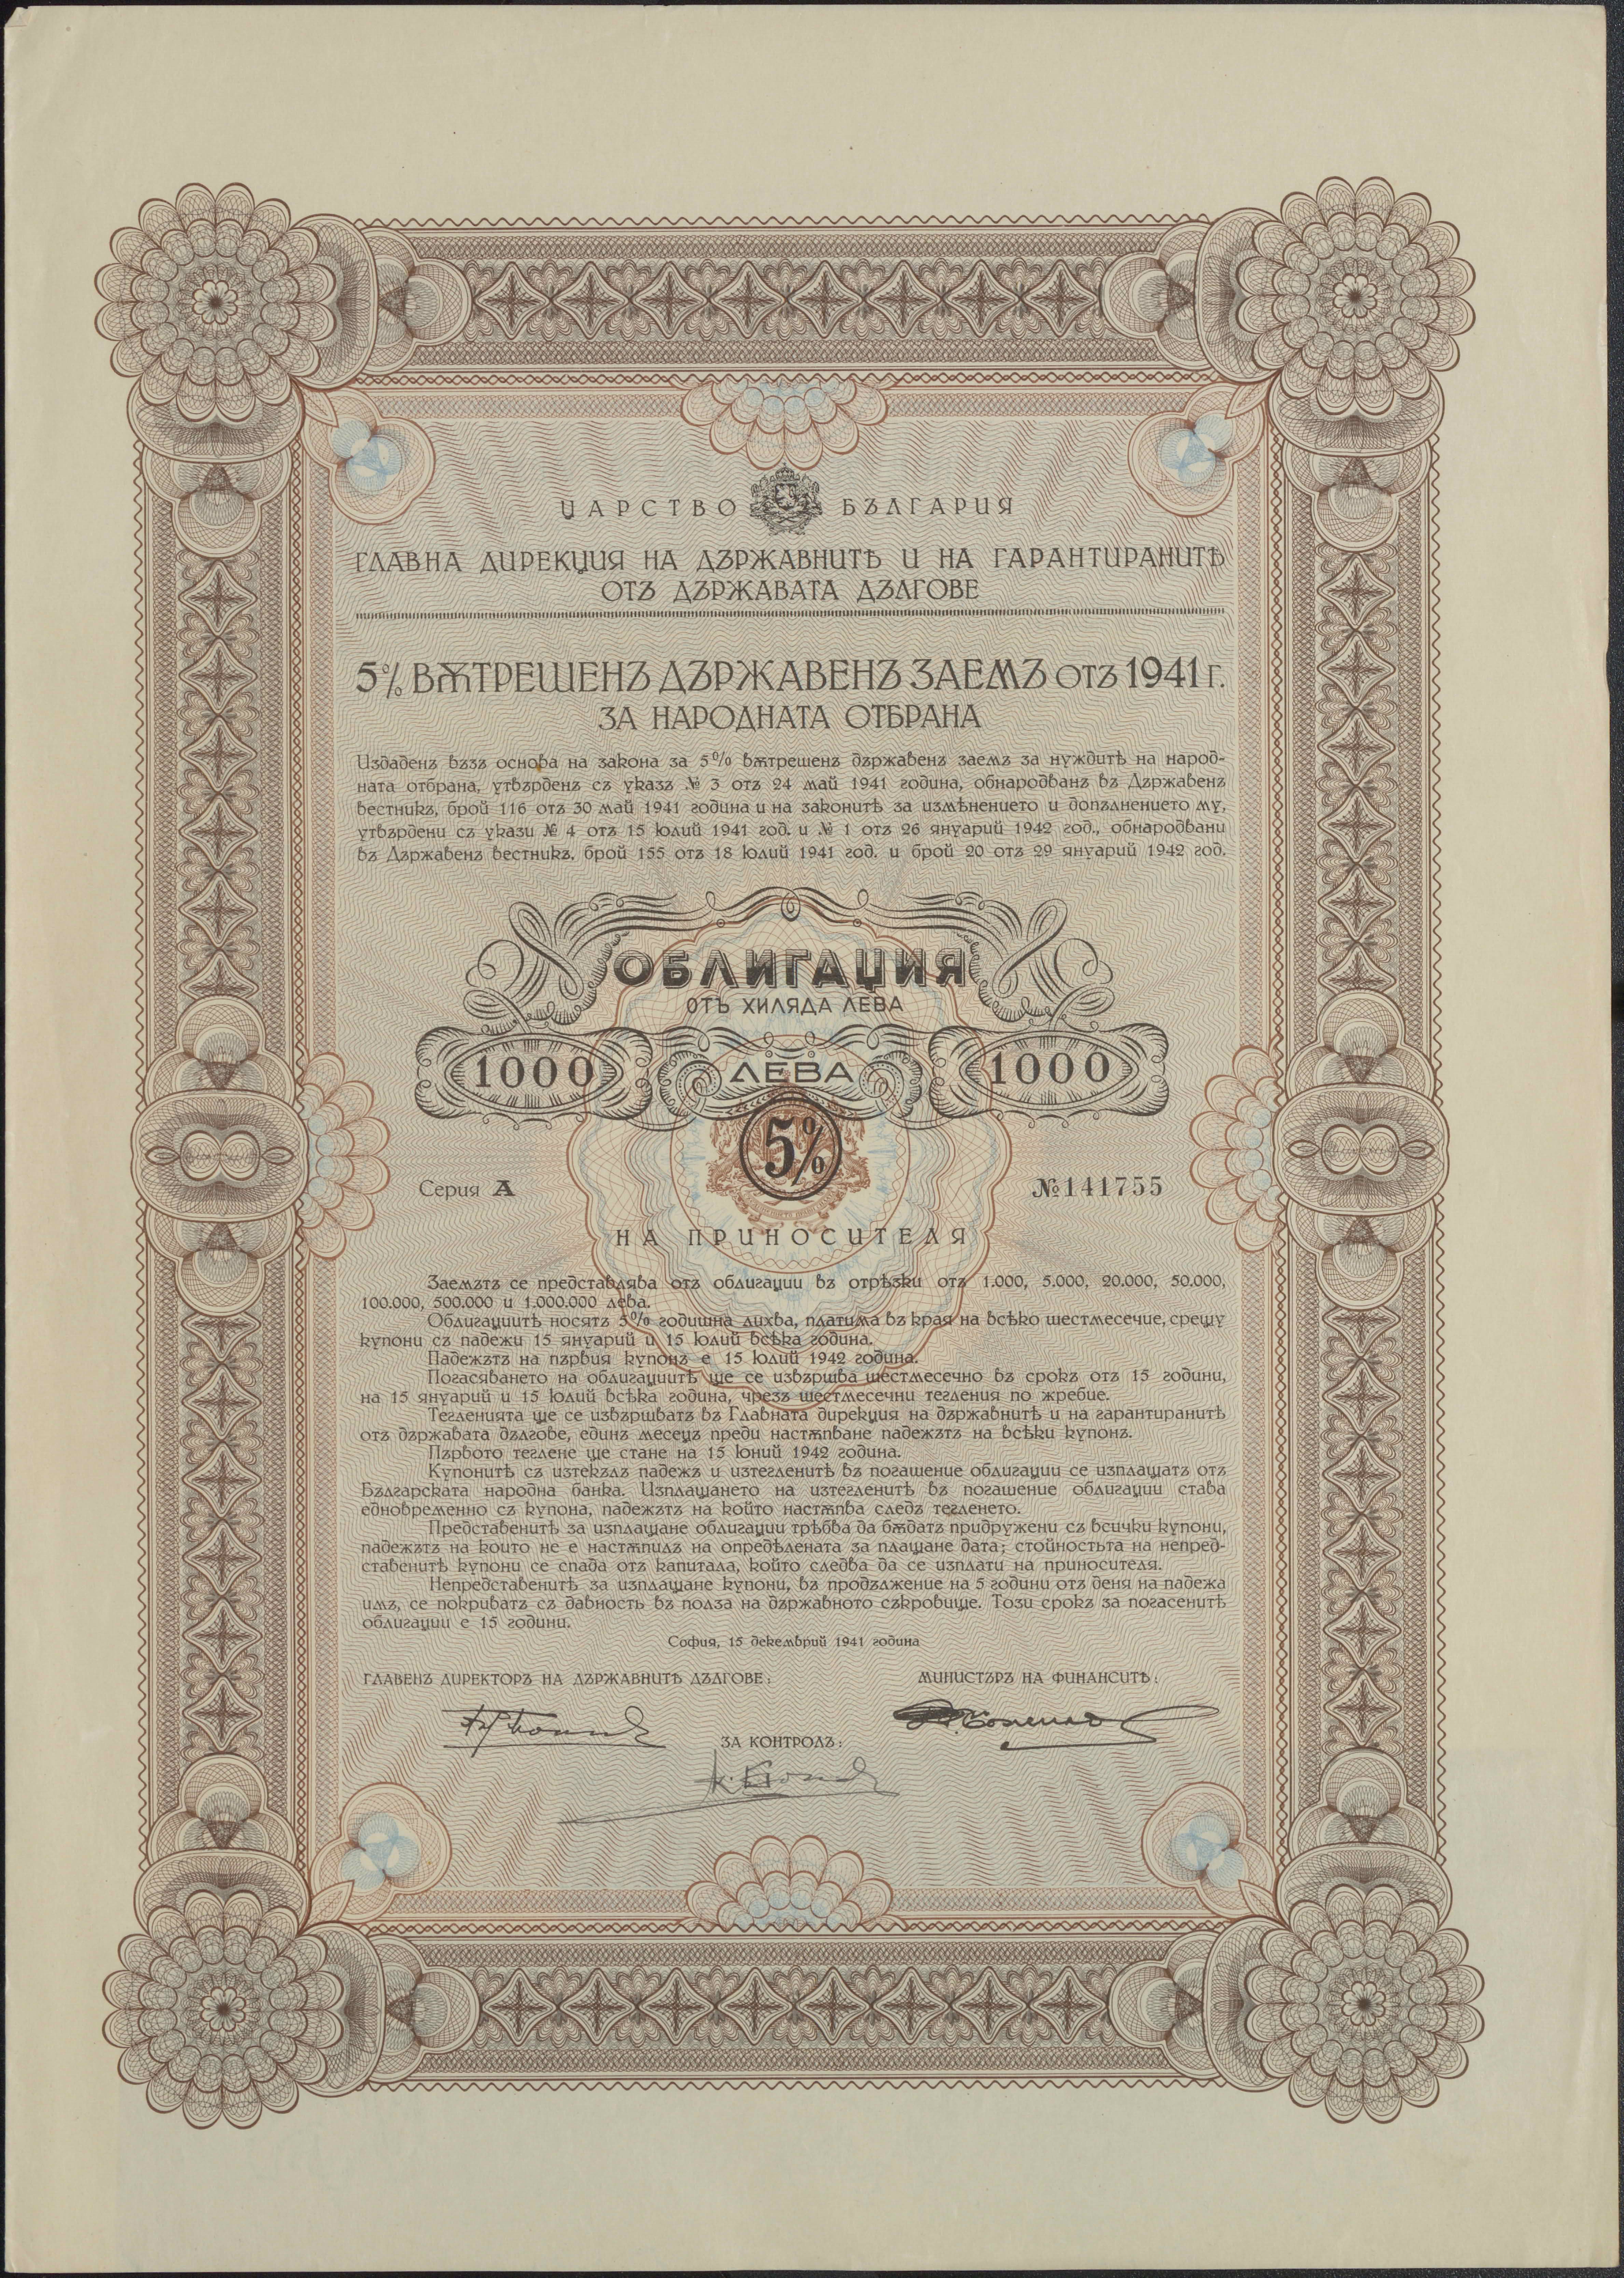 ЦАРСТВО БЪЛГАРИЯ
ГЛАВНА ДИРЕКЦИЯ НА ДЪРЖАВНИТѢ И НА ГАРАНТИРАНИТѢ
ОТЪ ДЪРЖАВАТА ДЪЛГОВЕ
5% ВѪТРЕШЕНЪ ДЪРЖАВЕНЪ ЗАЕМЪ ОТЪ 1941 Г.
ЗА НАРОДНАТА ОТБРАНА
Издаденъ възъ основа на закона за 5% вѫтрешенъ държавенъ заемъ за нуждитѣ на народ-
ната отбрана, утвърденъ съ указъ № 3 отъ 24 май 1941 година, обнародванъ въ Държавенъ
вестникъ, брой 116 отъ 30 май 1941 година и на законитѣ за измѣнението и допълнението му,
утвърдени съ укази № 4 отъ 15 юлий 1941 год. и № 1 отъ 26 януарий 1942 год., обнародвани
въ Държавенъ вестникъ, брой 155 отъ 18 юлий 1941 год. и брой 20 отъ 29 януарий 1942 год.
ОБЛИГАЦИЯ
ОТЪ ХИЛЯДА ЛЕВА
1000 ЛЕВА 1000
5%
Серия А №141755
НА ПРИНОСИТЕЛЯ
Заемътъ се представлява отъ облигации въ отрѣзки отъ 1.000, 5.000, 20.000, 50.000,
100.000, 500.000 и 1.000.000 лева.
Облигациитѣ носятъ 5% годишна лихва, платима въ края на всѣко шестмесечие, срещу
купони съ падежи 15 януарий и 15 юлий всѣка година.
Падежътъ на първия купонъ е 15 юлий 1942 година.
Погасяването на облигациитѣ ще се извършва шестмесечно въ срокъ отъ 15 години,
на 15 януарий и 15 юлий всѣка година, чрезъ шестмесечни тегления по жребие.
Тегленията ще се извършватъ въ Главната дирекция на държавнитѣ и на гарантиранитѣ
отъ държавата дългове, единъ месецъ преди настѫпване падежътъ на всѣки купонъ.
Първото теглене ще стане на 15 юний 1942 година.
Купонитѣ съ изтекълъ падежъ и изтегленитѣ въ погашение облигации се изплащатъ отъ
Българската народна банка. Изплащането на изтегленитѣ въ погашение облигации става
едновременно съ купона, падежътъ на който настѫпва следъ тегленето.
Представенитѣ за изплащане облигации трѣбва да бѫдатъ придружени съ всички купони,
падежътъ на които не е настѫпилъ на опредѣлената за плащане дата; стойностьта на непред-
ставенитѣ купони се спада отъ капитала, който следва да се изплати на приносителя.
Непредставенитѣ за изплащане купони, въ продължение на 5 години отъ деня на падежа
имъ, се покриватъ съ давность въ полза на държавното съкровище. Този срокъ за погасенитѣ
облигации е 15 години.
София, 15 декемврий 1941 година
ГЛАВЕНЪ ДИРЕКТОРЪ НА ДЪРЖАВНИТѢ ДЪЛГОВЕ: МИНИСТЪРЪ НА ФИНАНСИТѢ:
ЗА КОНТРОЛЪ: